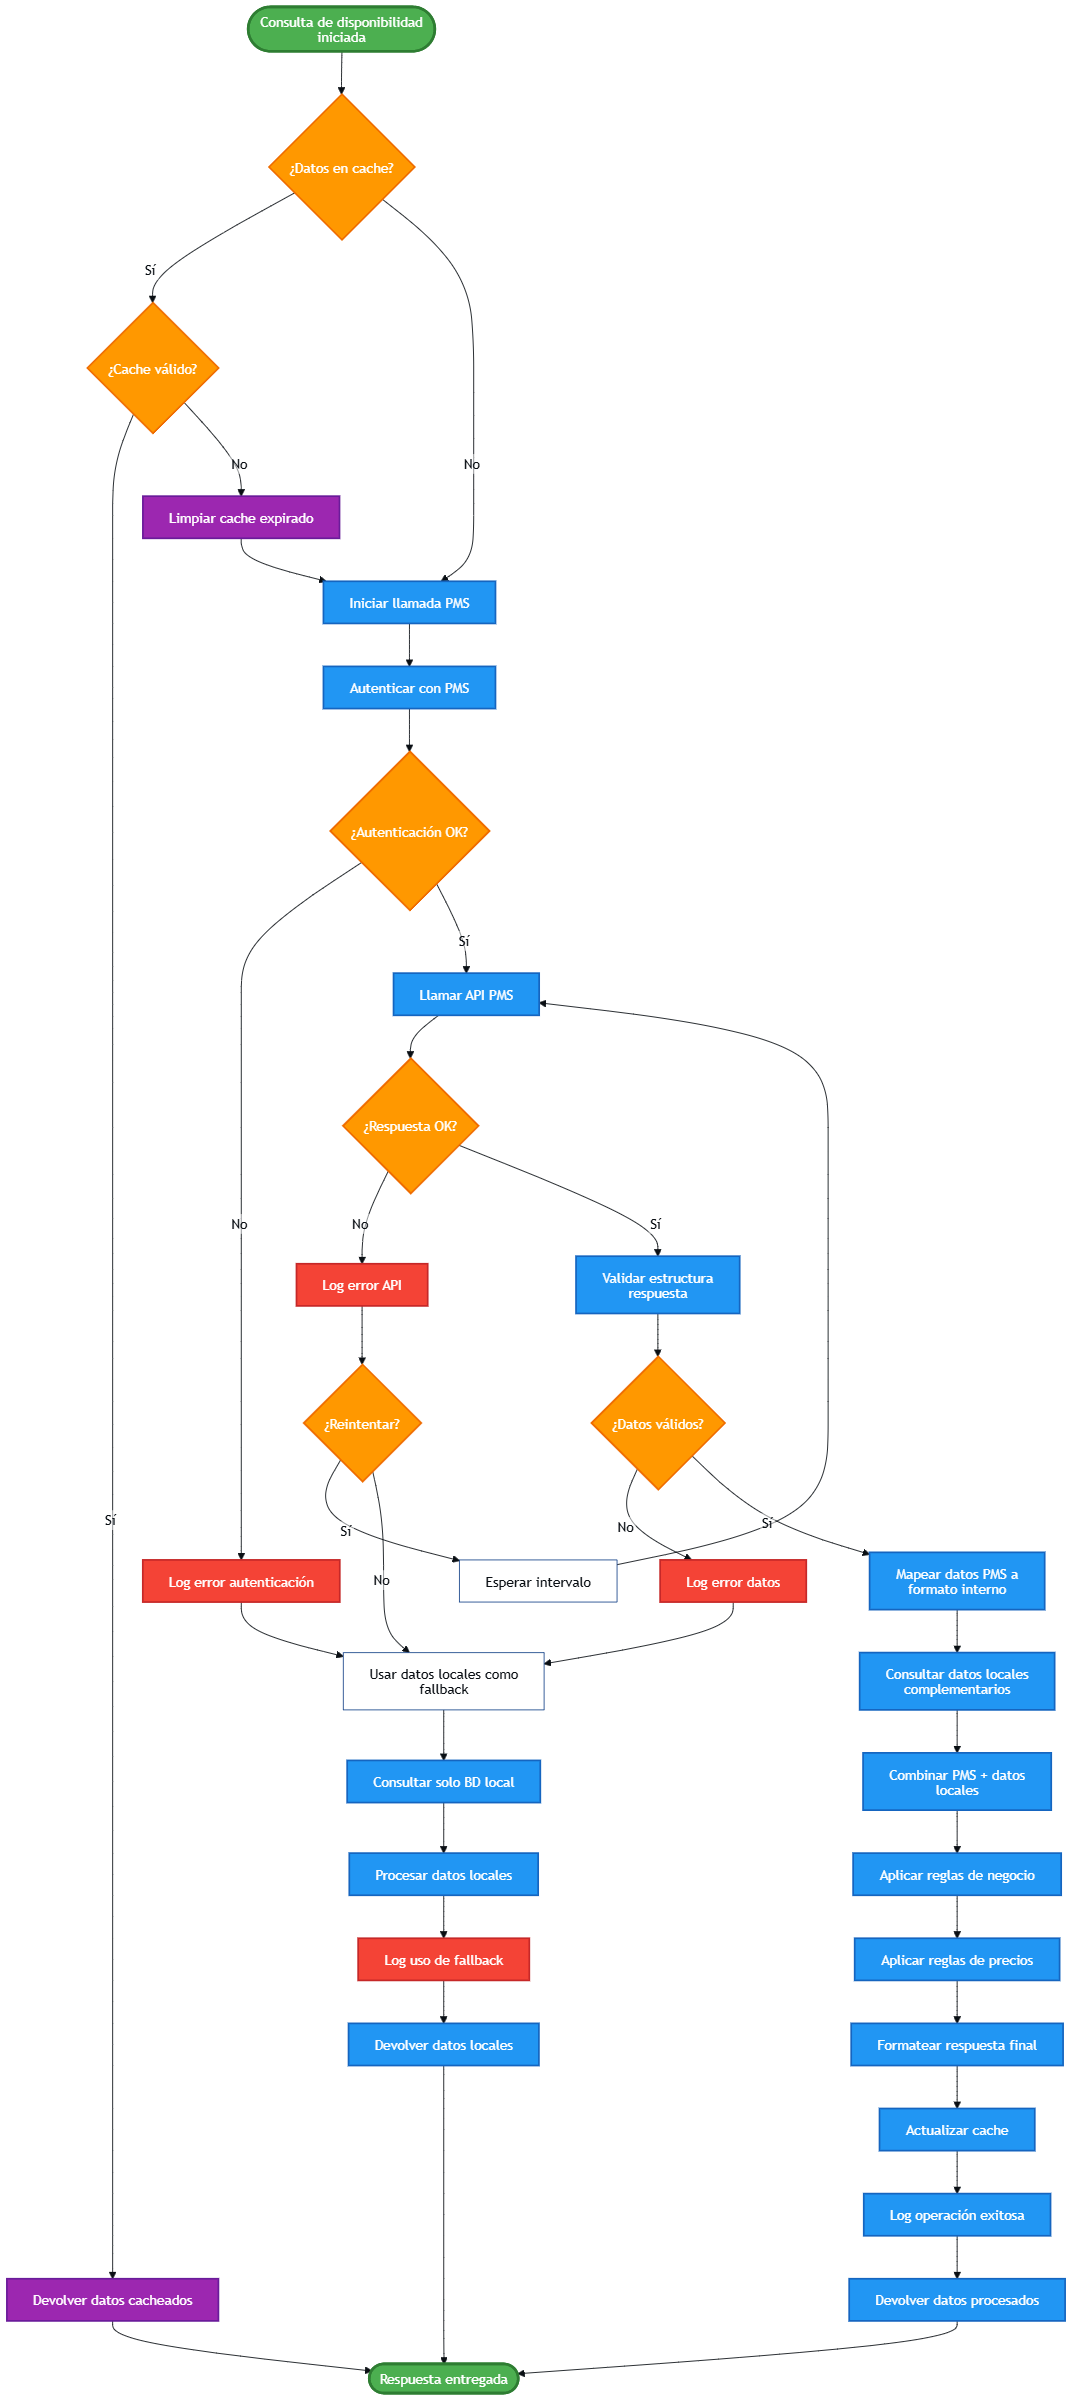 Consulta de disponibilidad
iniciada
¿Datos en cache?
Sí
¿Cache válido?
No
No
Limpiar cache expirado
Iniciar llamada PMS
Autenticar con PMS
¿Autenticación OK?
Sí
Llamar API PMS
¿Respuesta OK?
No
No
Sí
Log error API
Validar estructura
respuesta
¿Reintentar?
¿Datos válidos?
Sí
Sí
No
Sí
No
Log error autenticación
Esperar intervalo
Log error datos
Mapear datos PMS a
formato interno
Usar datos locales como
fallback
Consultar datos locales
complementarios
Consultar solo BD local
Combinar PMS + datos
locales
Procesar datos locales
Aplicar reglas de negocio
Log uso de fallback
Aplicar reglas de precios
Devolver datos locales
Formatear respuesta final
Actualizar cache
Log operación exitosa
Devolver datos cacheados
Devolver datos procesados
Respuesta entregada